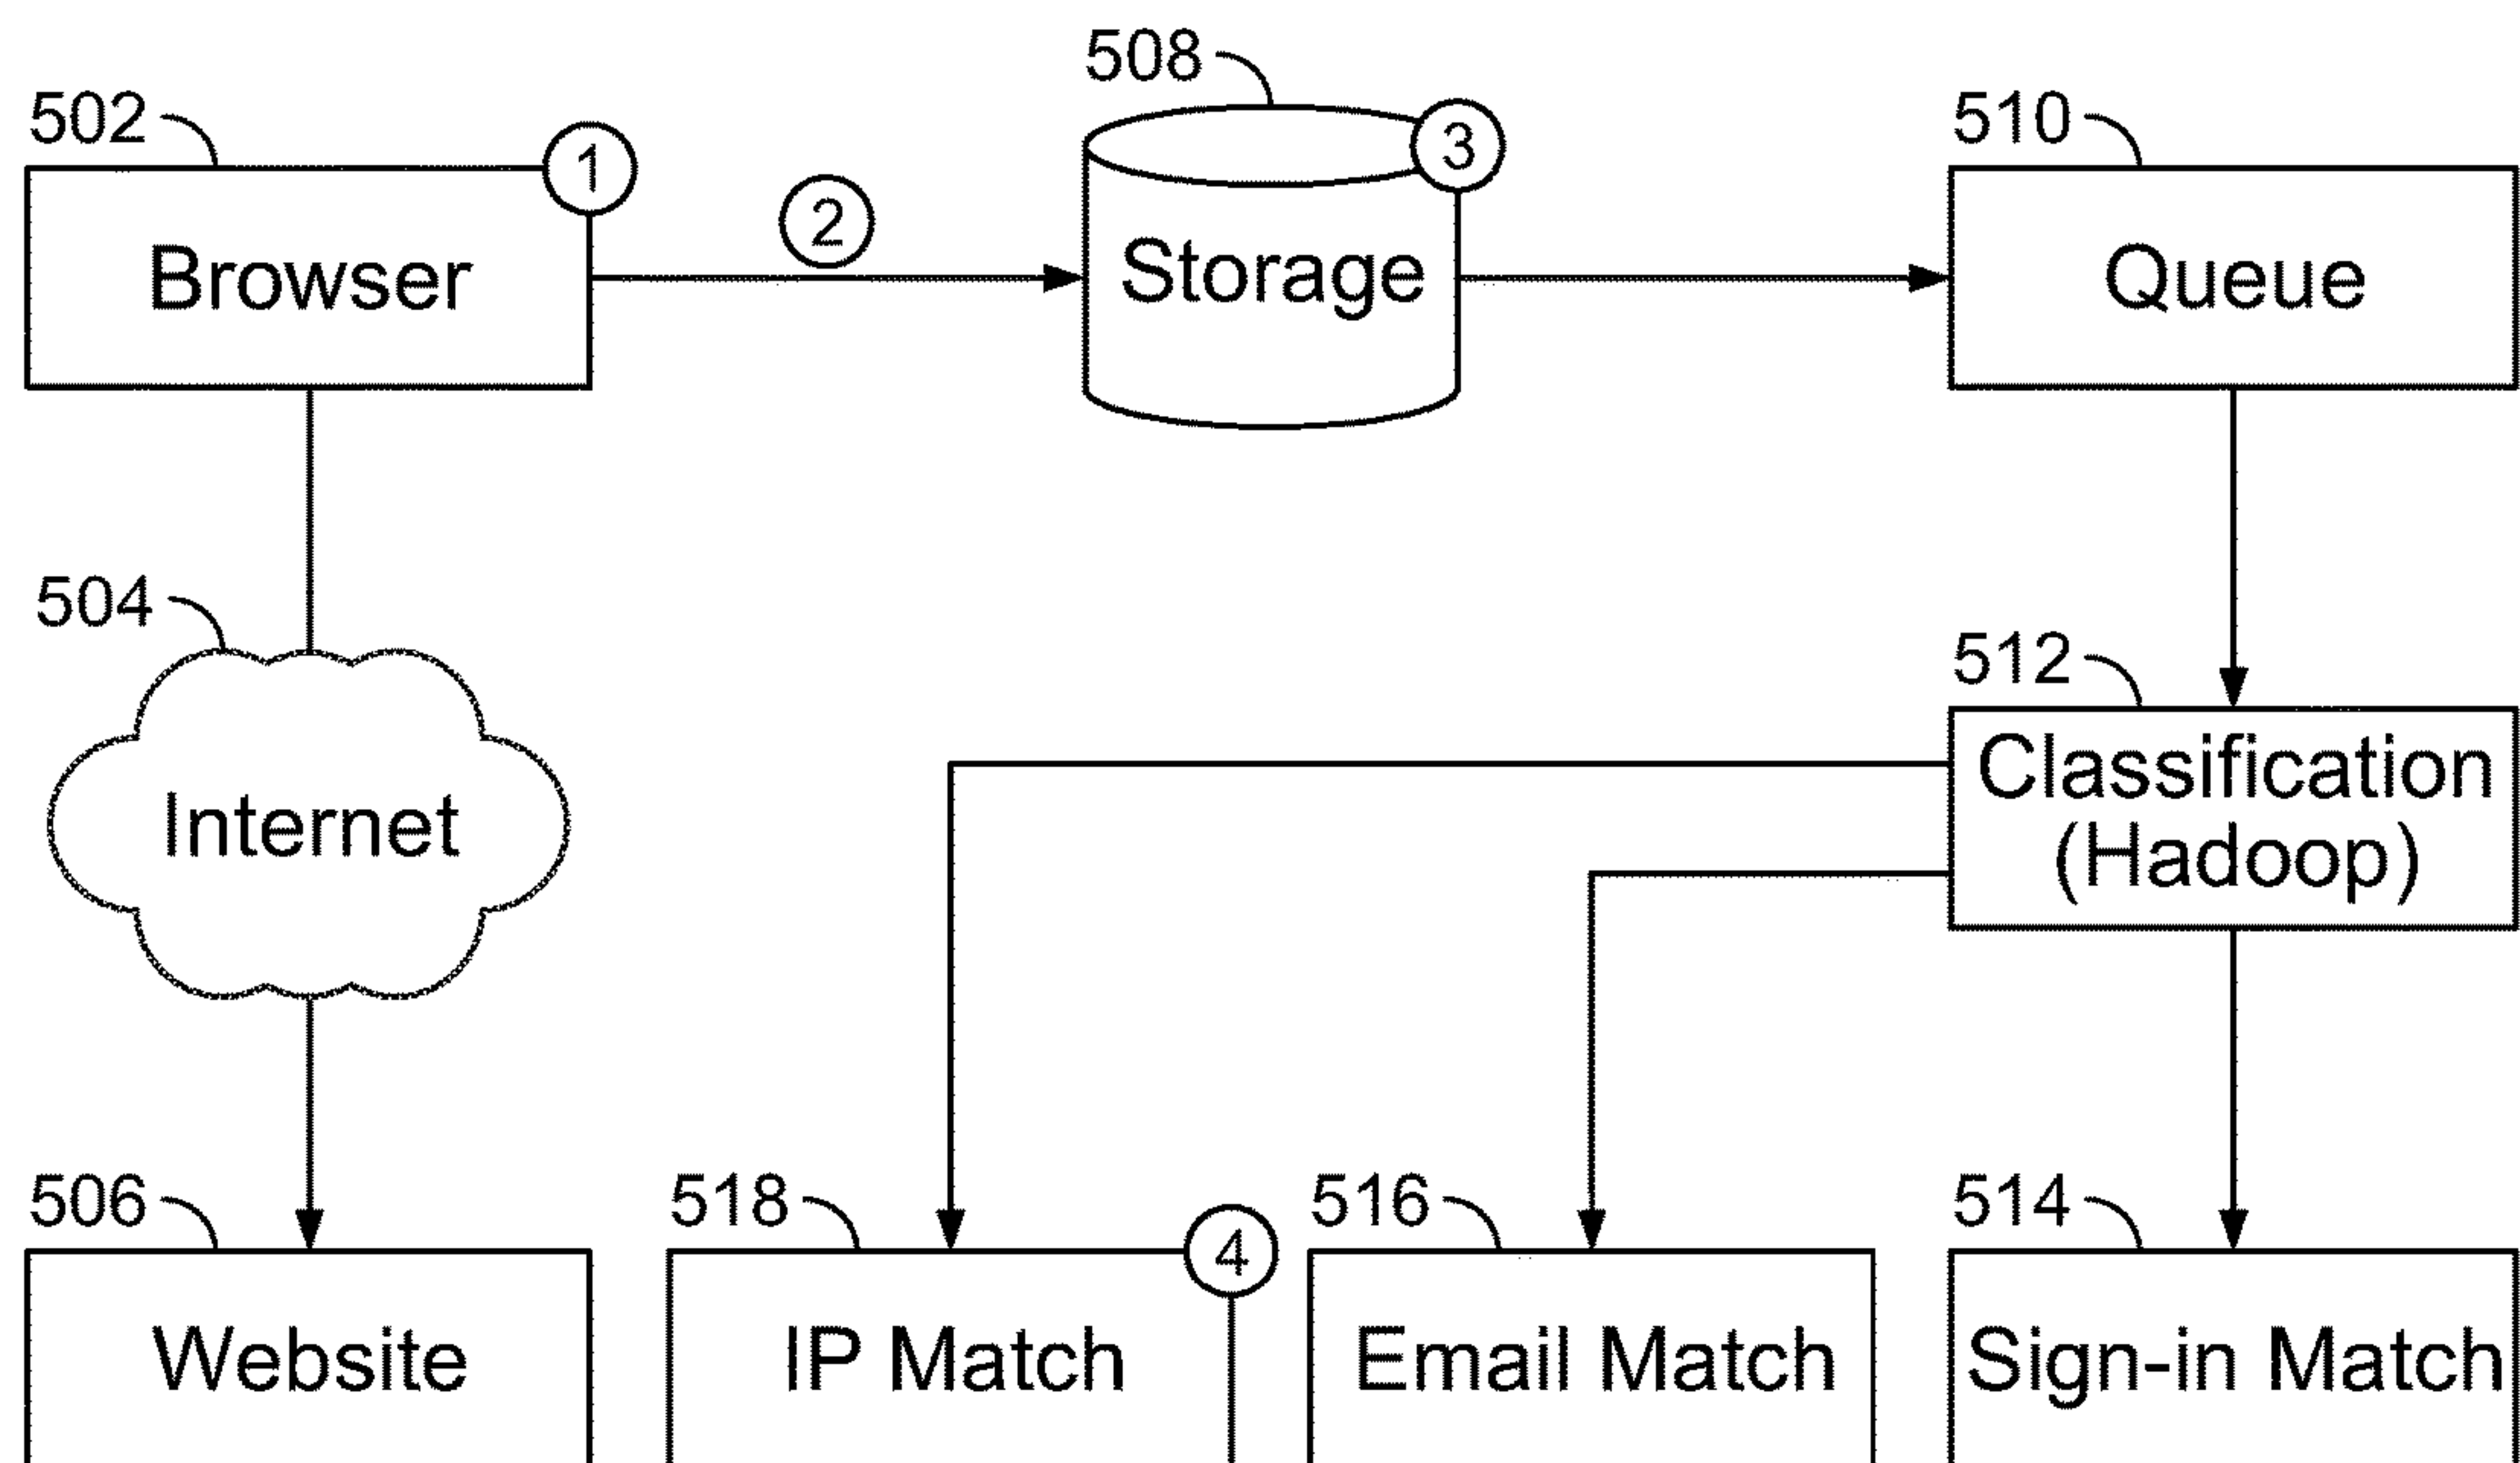 508
502
510
1
3
2
Browser
Storage
Queue
504
512
Classification
(Hadoop)
Internet
506
518
516
514
4
Website
IP Match
Email Match
Sign-in Match